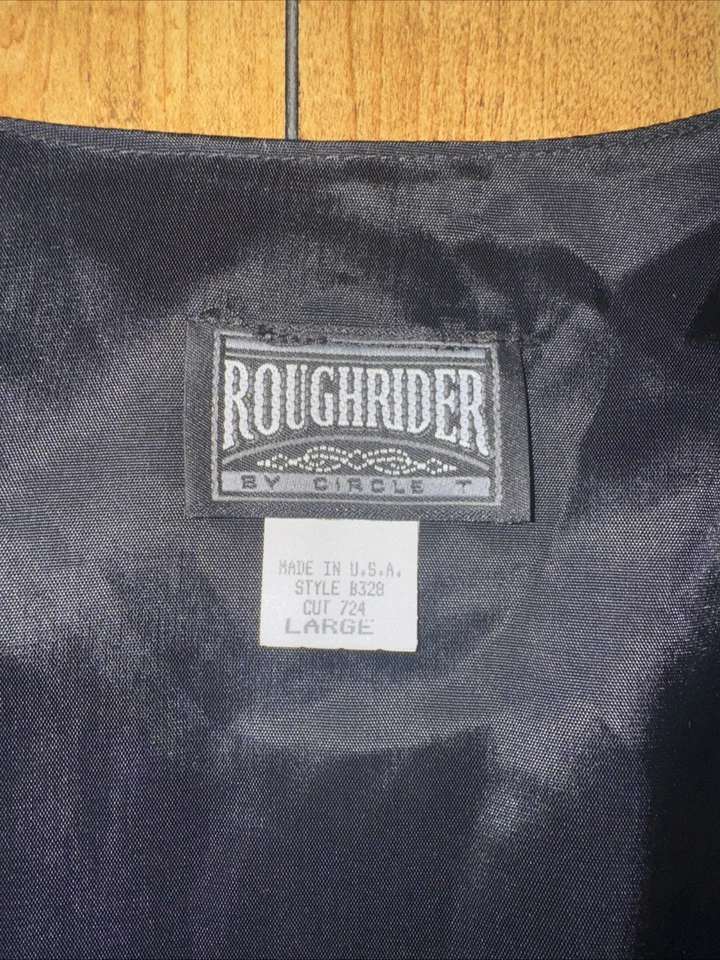 ROUGHRIDER
BY CIRCLE T
MADE IN U.S.A.
STYLE B328
CUT 724
LARGE